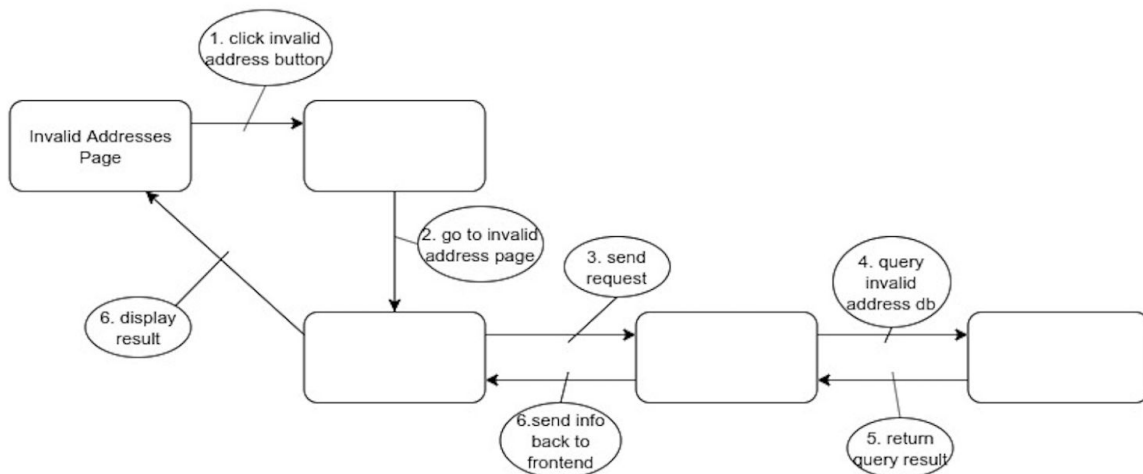 1. click invalid
address button
Invalid Addresses
Page
2. go to invalid
address page
3. send
request
4. query
invalid
address db
6. display
result
6.send info
back to
frontend
5. return
query result